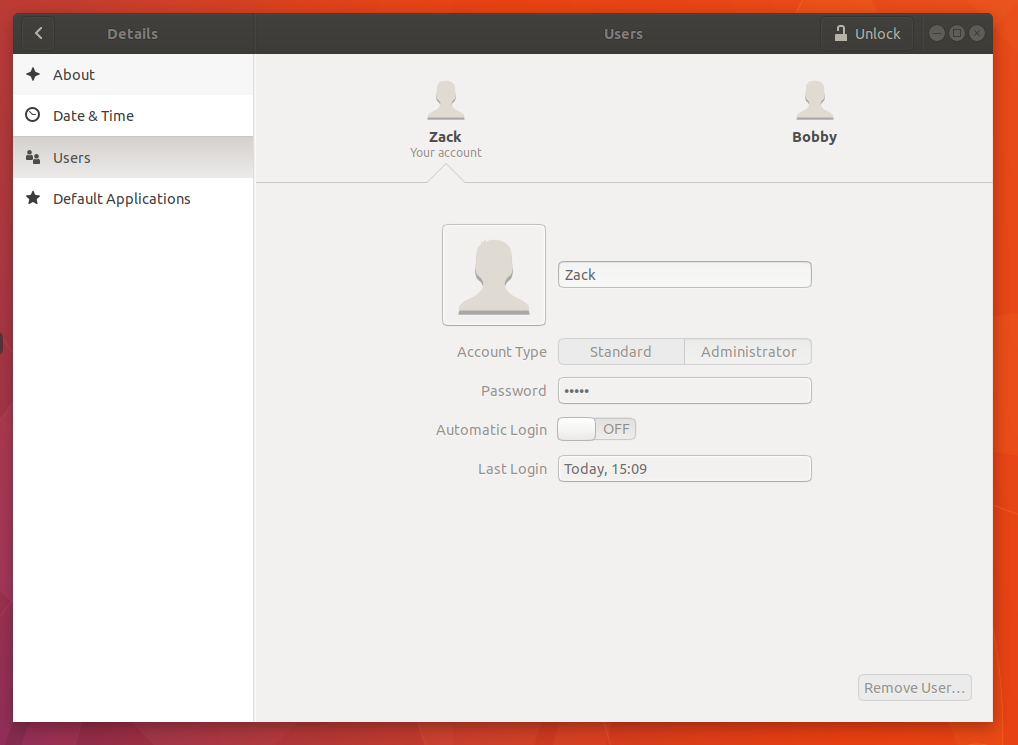 Details
Users
Unlock
About
Date & Time
Users
Default Applications
Zack
Your account
Bobby
Zack
Account Type
Standard
Administrator
Password
•••••
Automatic Login
OFF
Last Login
Today, 15:09
Remove User…